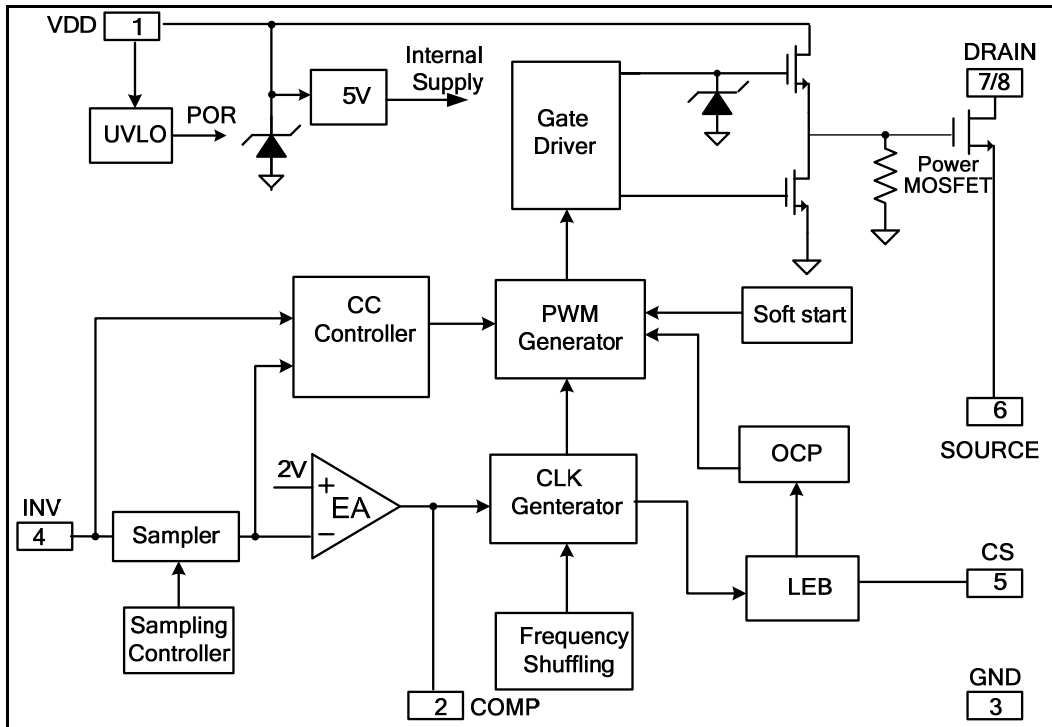 VDD 1
UVLO
POR
5V
Internal
Supply
Gate
Driver
DRAIN
7/8
Power
MOSFET
6
SOURCE
CC
Controller
PWM
Generator
Soft start
OCP
2V
+
EA
−
CLK
Genterator
INV
4
Sampler
Sampling
Controller
Frequency
Shuffling
LEB
CS
5
2 COMP
GND
3